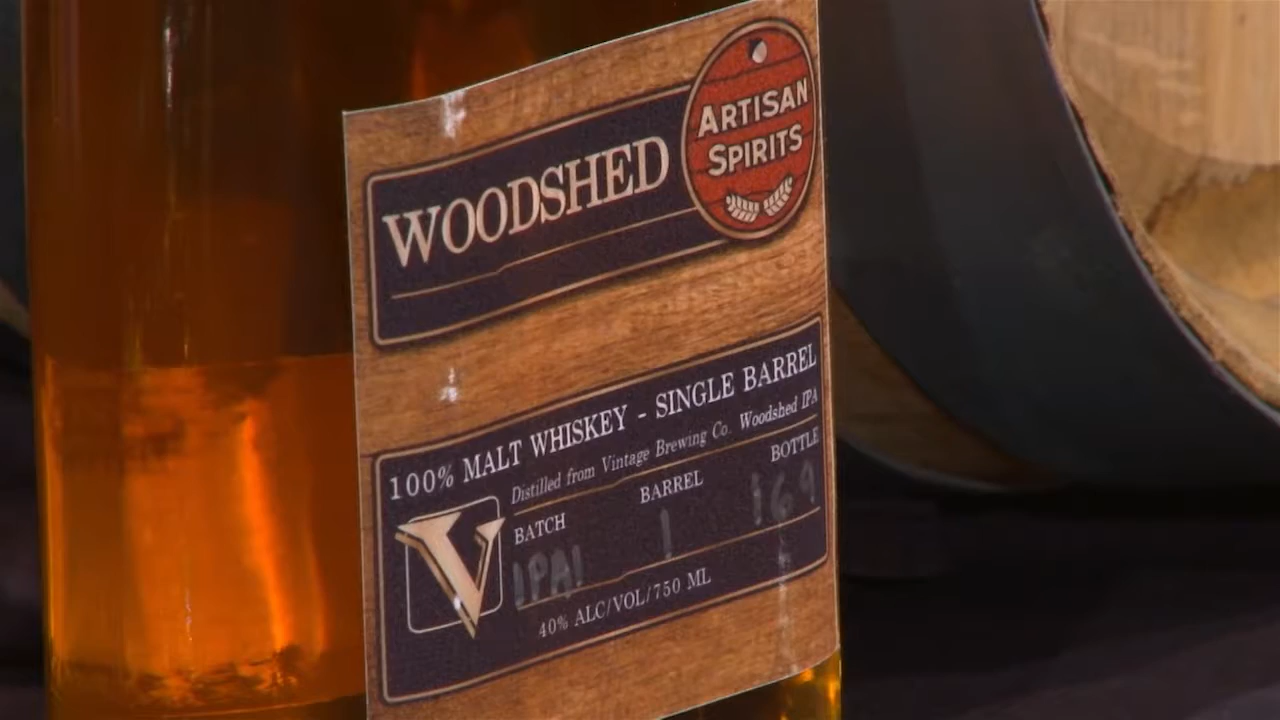 ARTISAN
SPIRITS
WOODSHED
100% MALT WHISKEY - SINGLE BARREL
Distilled from Vintage Brewing Co. Woodshed IPA
BATCH BARREL BOTTLE
IPA1 1 169
V
40% ALC/VOL/750 ML